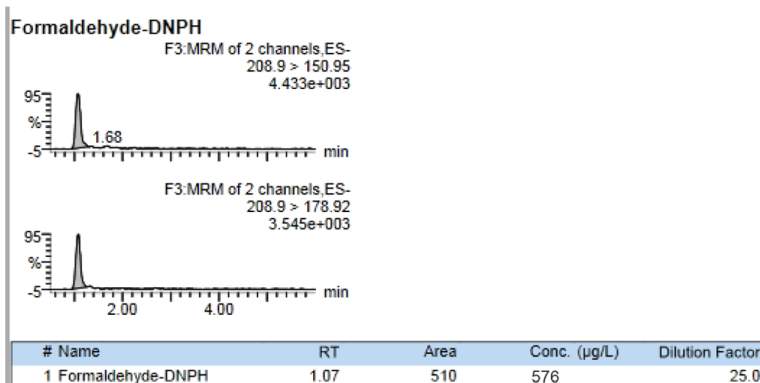 Formaldehyde-DNPH
F3:MRM of 2 channels,ES-
208.9 > 150.95
4.433e+003
95
%
-5
1.68
min
F3:MRM of 2 channels,ES-
208.9 > 178.92
3.545e+003
95
%
-5
min
2.00 4.00
# Name RT Area Conc. (µg/L) Dilution Factor
1 Formaldehyde-DNPH 1.07 510 576 25.0